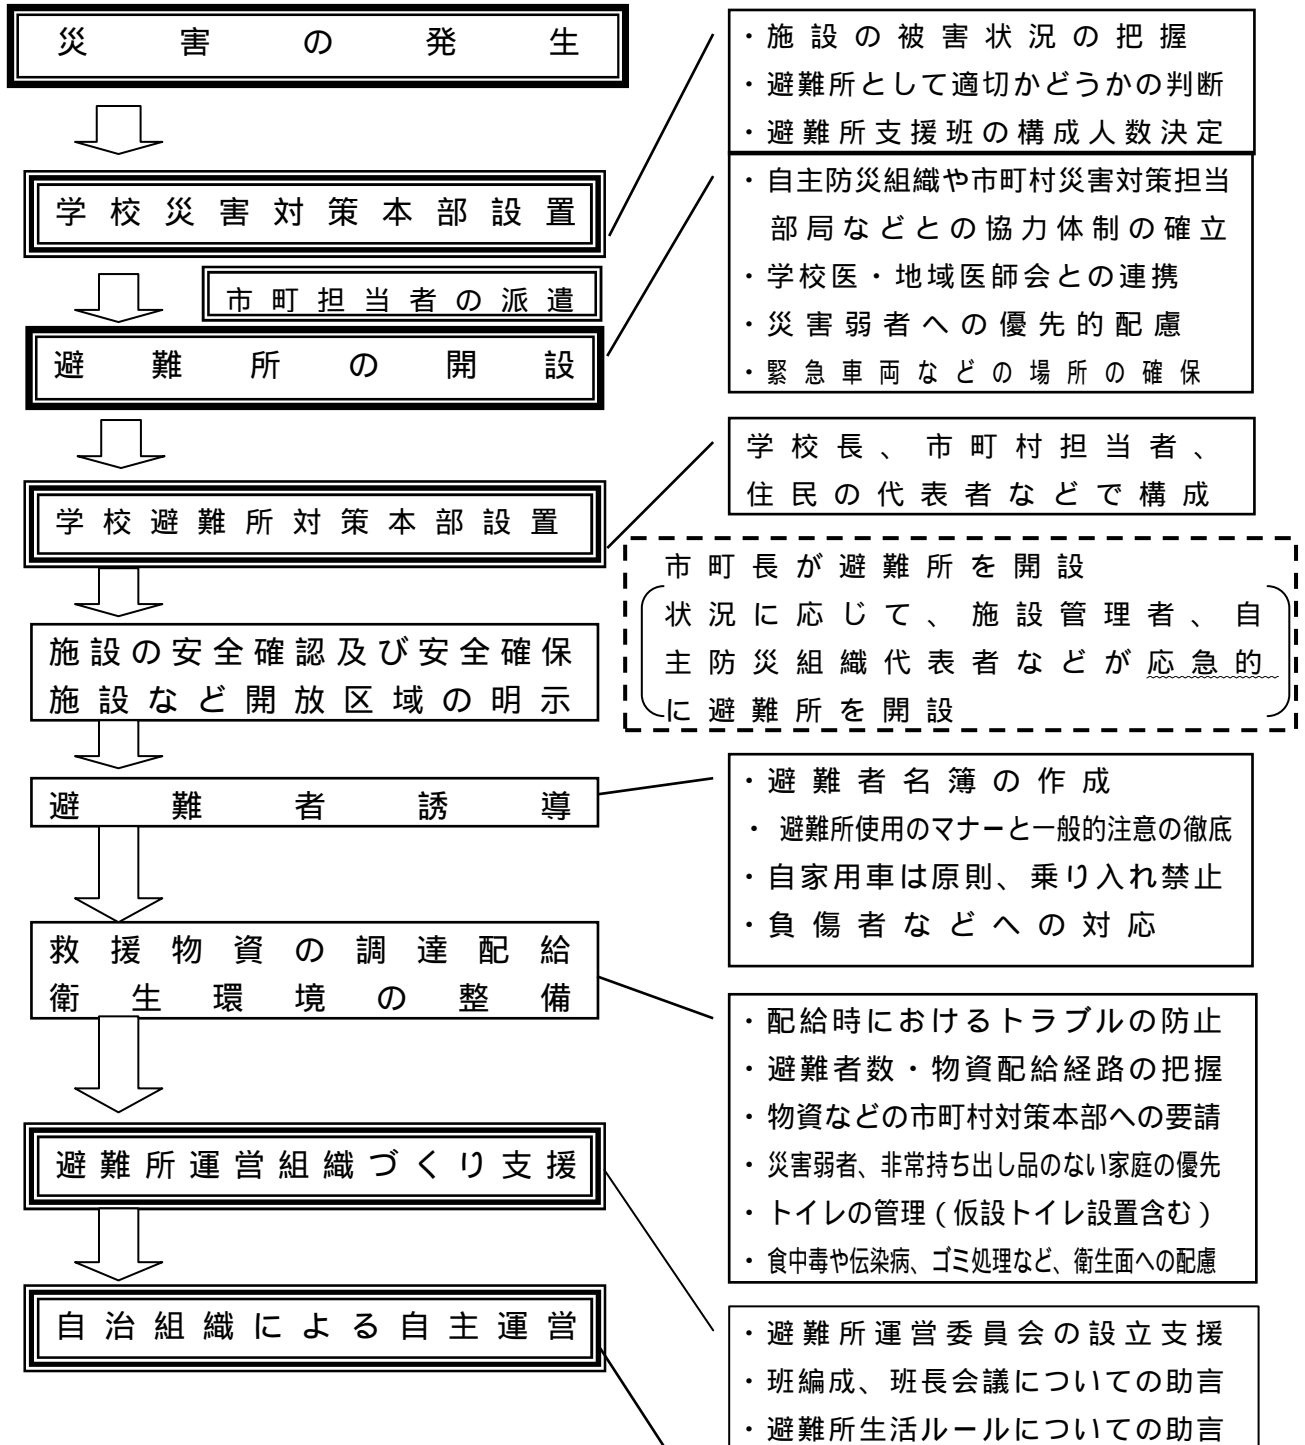 災害の発生
・施設の被害状況の把握
・避難所として適切かどうかの判断
・避難所支援班の構成人数決定
学校災害対策本部設置
・自主防災組織や市町村災害対策担当
部局などとの協力体制の確立
・学校医・地域医師会との連携
・災害弱者への優先的配慮
・緊急車両などの場所の確保
市町担当者の派遣
避難所の開設
学校長、市町村担当者、
住民の代表者などで構成
学校避難所対策本部設置
市町長が避難所を開設
状況に応じて、施設管理者、自
主防災組織代表者などが応急的
に避難所を開設
施設の安全確認及び安全確保
施設など開放区域の明示
避難者誘導
・避難者名簿の作成
・避難所使用のマナーと一般的注意の徹底
・自家用車は原則、乗り入れ禁止
・負傷者などへの対応
救援物資の調達配給
衛生環境の整備
・配給時におけるトラブルの防止
・避難者数・物資配給経路の把握
・物資などの市町村対策本部への要請
・災害弱者、非常持ち出し品のない家庭の優先
・トイレの管理(仮設トイレ設置含む)
・食中毒や伝染病、ゴミ処理など、衛生面への配慮
避難所運営組織づくり支援
自治組織による自主運営
・避難所運営委員会の設立支援
・班編成、班長会議についての助言
・避難所生活ルールについての助言